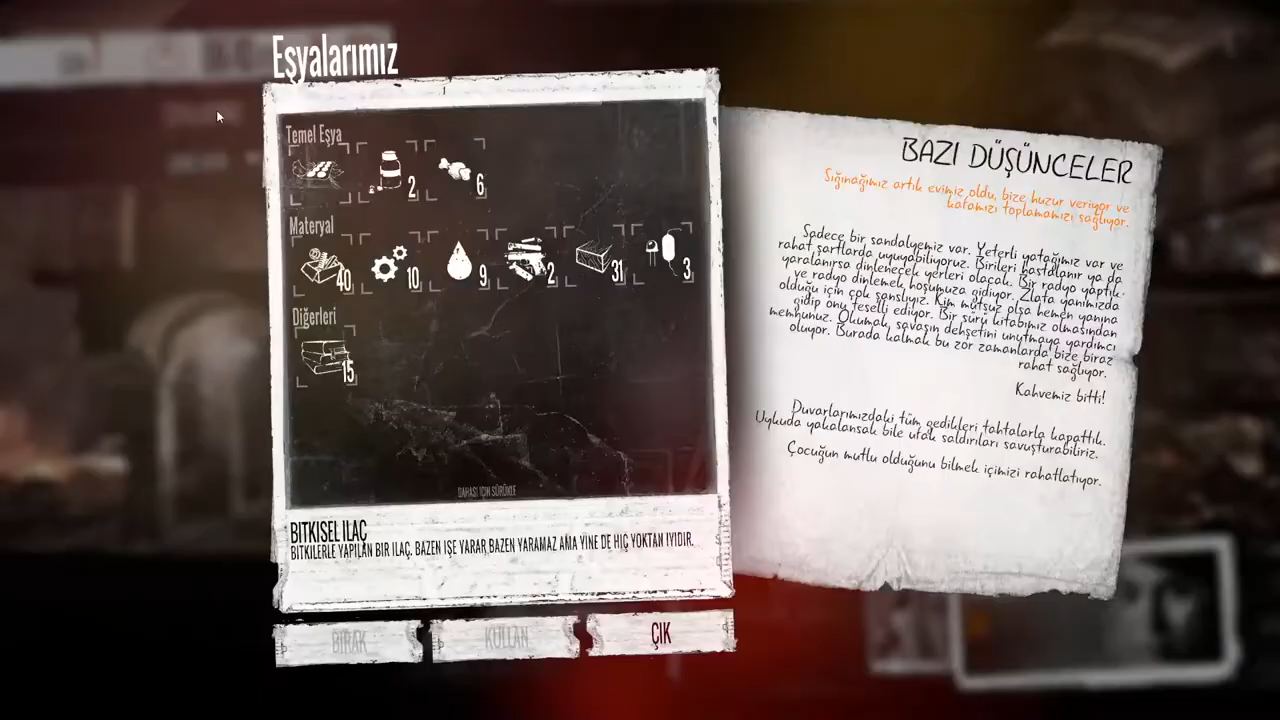 Eşyalarımız
Temel Eşya
2
6
Materyal
40
10
9
2
31
3
Diğerleri
15
DAHASI İÇİN SÜRÜKLE
BİTKİSEL İLAÇ
BİTKİLERLE YAPILAN BİR İLAÇ. BAZEN İŞE YARAR BAZEN YARAMAZ AMA YİNE DE HİÇ YOKTAN İYİDİR.
BIRAK
KULLAN
ÇIK
BAZI DÜŞÜNCELER
Sığınağımız artık evimiz oldu, bize huzur veriyor ve
kafamızı toplamamızı sağlıyor.
Sadece bir sandalyemiz var. Yeterli yatağımız var ve
rahat şartlarda uyuyabiliyoruz. Birileri hastalanır ya da
yaralanırsa dinlenecek yerleri olacak. Bir radyo yaptık
ve radyo dinlemek hoşumuza gidiyor. Zlata yanımızda
olduğu için çok şanslıyız. Kim mutsuz olsa hemen yanına
gidip onu teselli ediyor. Bir sürü kitabımız olmasından
memnunuz. Okumak, savaşın dehşetini unutmaya yardımcı
oluyor. Burada kalmak bu zor zamanlarda bize biraz
rahat sağlıyor.
Kahvemiz bitti!
Duvarlarımızdaki tüm gedikleri tahtalarla kapattık.
Uykuda yakalansak bile ufak saldırıları savuşturabiliriz.
Çocuğun mutlu olduğunu bilmek içimizi rahatlatıyor.